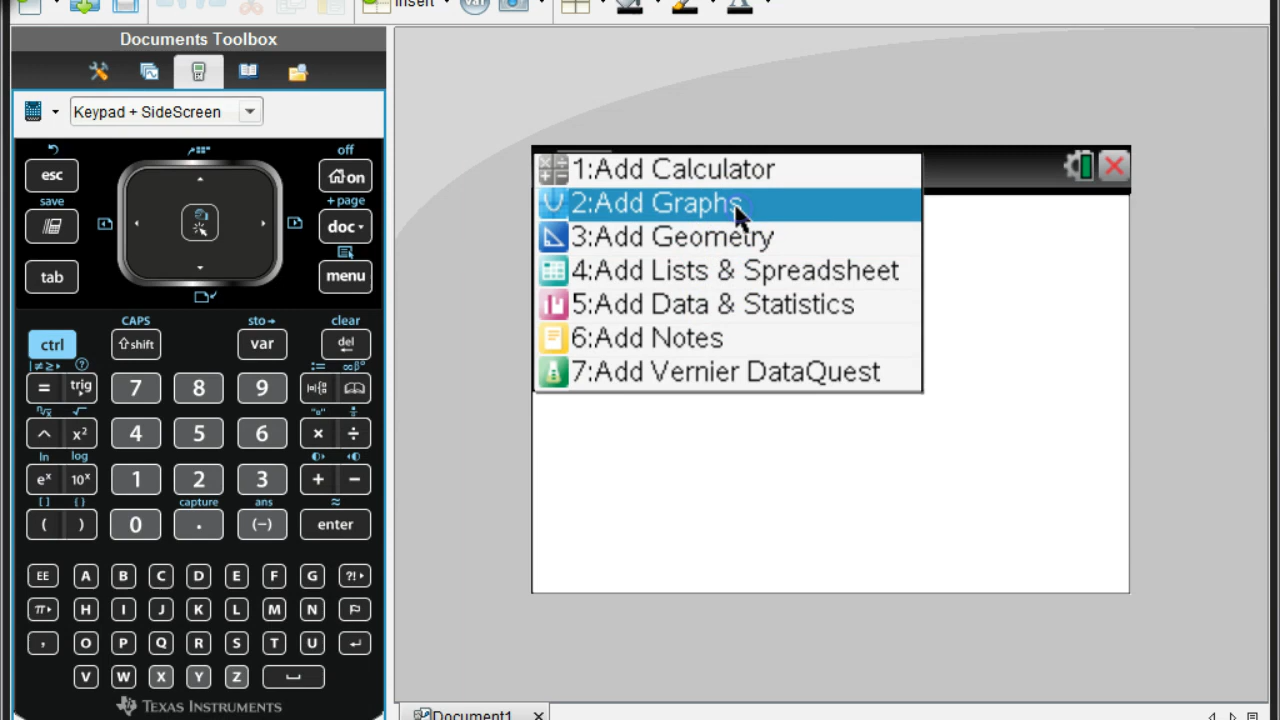 Insert
Documents Toolbox
Keypad + SideScreen
off
esc
on
save
+ page
doc
tab
menu
CAPS
sto→
clear
ctrl
⇧shift
var
del
|≠≥▸
?
:=
∞β°
=
trig
7
8
9
|∎|{
ⁿ√x
√
"□"
^
x²
4
5
6
×
÷
ln
log
eˣ
10ˣ
1
2
3
+
−
[ ]
{ }
capture
ans
≈
(
)
0
.
(−)
enter
EE
A
B
C
D
E
F
G
?!▸
π▸
H
I
J
K
L
M
N
,
O
P
Q
R
S
T
U
↵
V
W
X
Y
Z
TEXAS INSTRUMENTS
1:Add Calculator
2:Add Graphs
3:Add Geometry
4:Add Lists & Spreadsheet
5:Add Data & Statistics
6:Add Notes
7:Add Vernier DataQuest
Document1